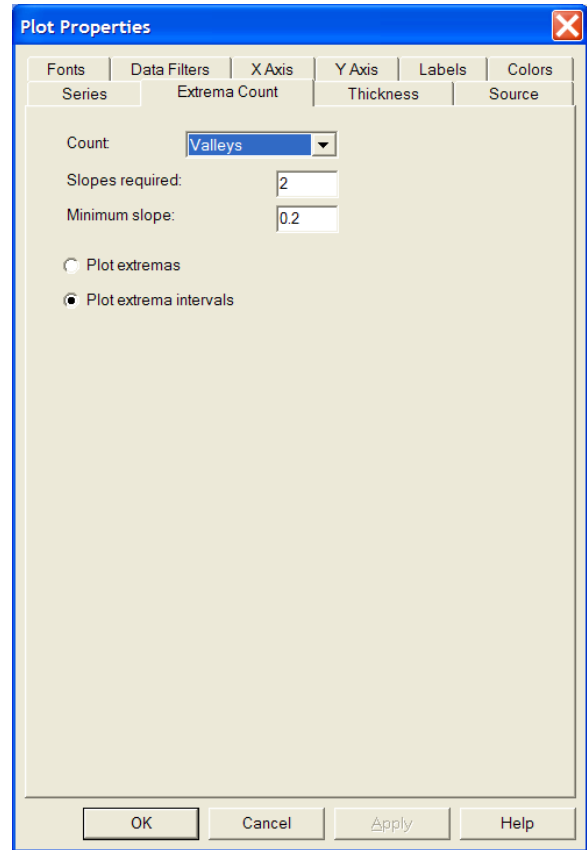 Plot Properties
Fonts Data Filters X Axis Y Axis Labels Colors
Series Extrema Count Thickness Source
Count: Valleys
Slopes required: 2
Minimum slope: 0.2
Plot extremas
Plot extrema intervals
OK Cancel Apply Help